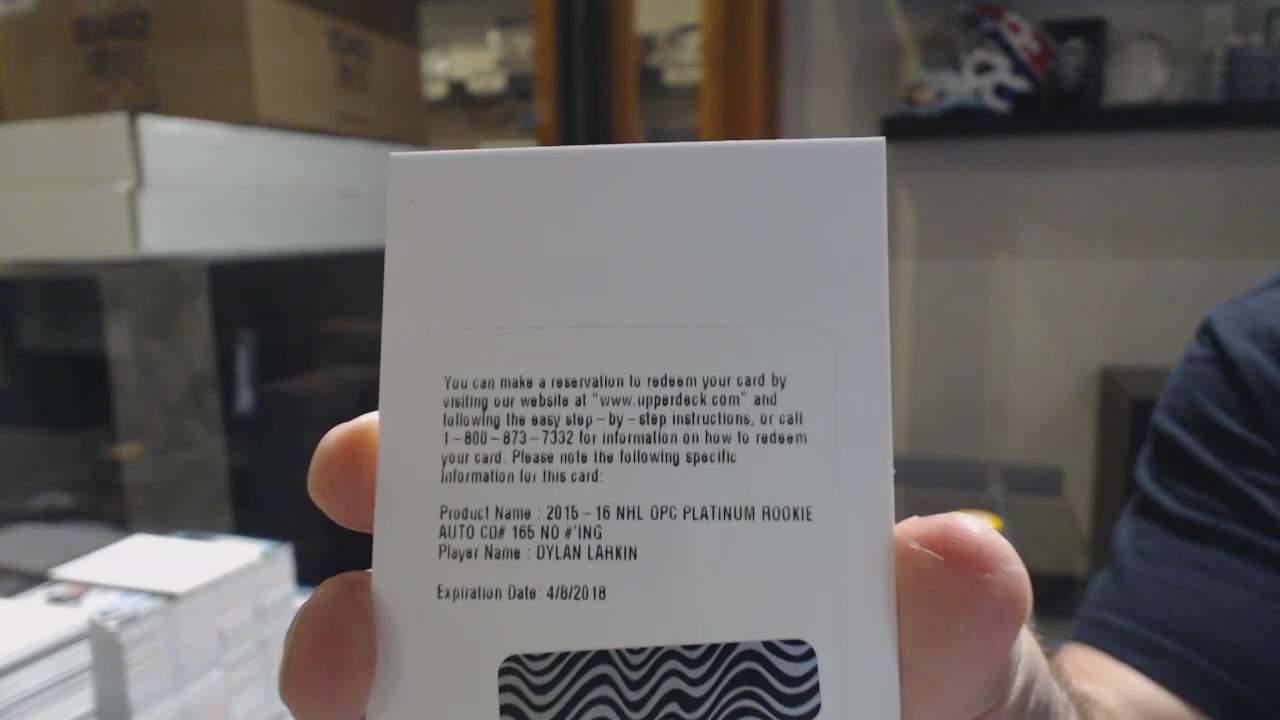 You can make a reservation to redeem your card by
visiting our website at "www.upperdeck.com" and
following the easy step-by-step instructions, or call
1-800-873-7332 for information on how to redeem
your card. Please note the following specific
information for this card:
Product Name : 2015-16 NHL OPC PLATINUM ROOKIE
AUTO CD# 165 NO #'ING
Player Name : DYLAN LARKIN
Expiration Date: 4/8/2018